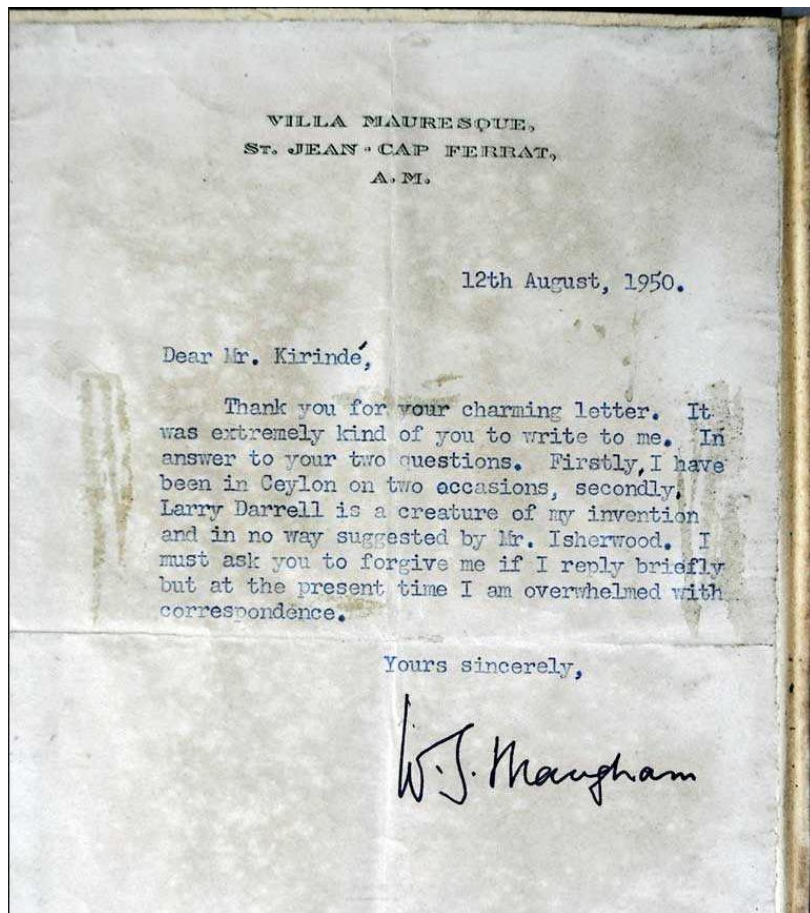 VILLA MAURESQUE,
ST. JEAN · CAP FERRAT,
A. M.
12th August, 1950.
Dear Mr. Kirindé,
Thank you for your charming letter. It
was extremely kind of you to write to me. In
answer to your two questions. Firstly, I have
been in Ceylon on two occasions, secondly,
Larry Darrell is a creature of my invention
and in no way suggested by Mr. Isherwood. I
must ask you to forgive me if I reply briefly
but at the present time I am overwhelmed with
correspondence.
Yours sincerely,
W. S. Maugham